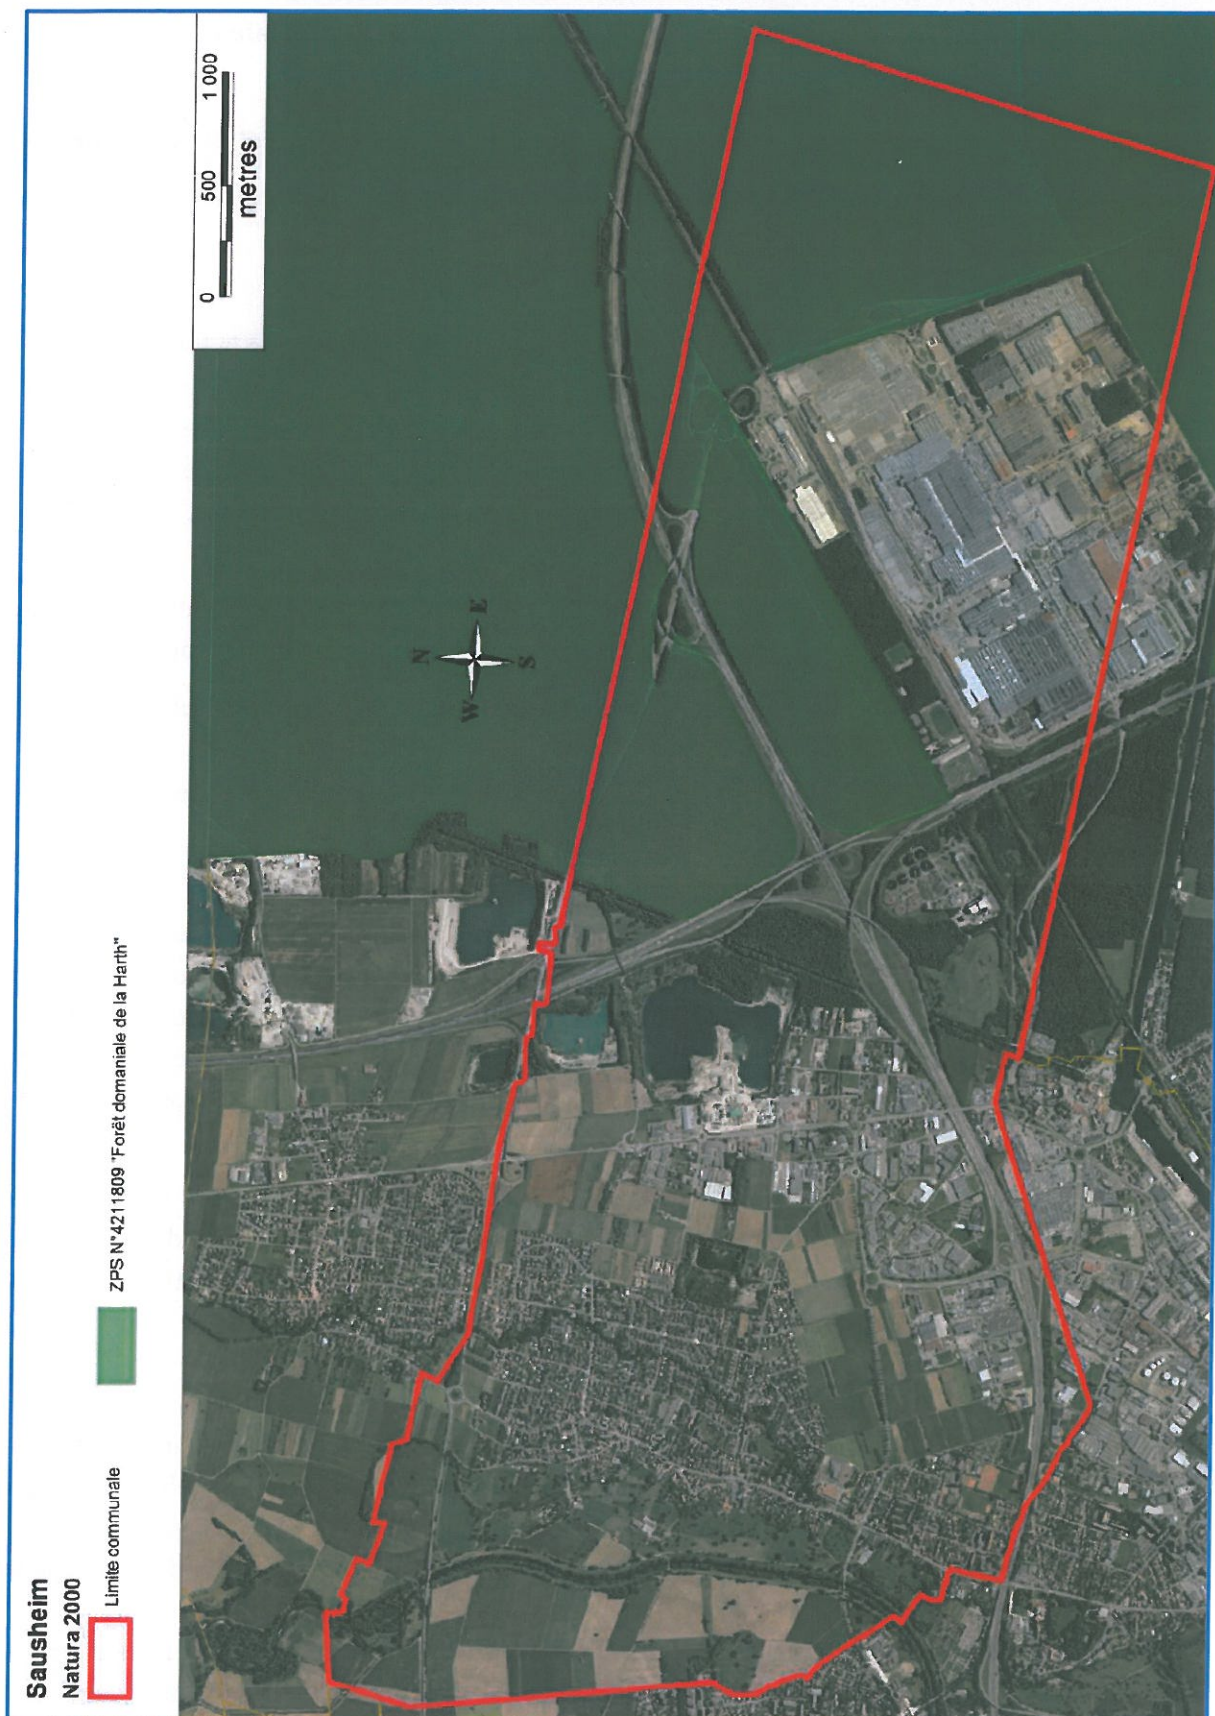 Sausheim
Natura 2000
Limite communale
ZPS N°4211809 "Forêt domaniale de la Harth"
0 500 1 000
metres
N
W E
S